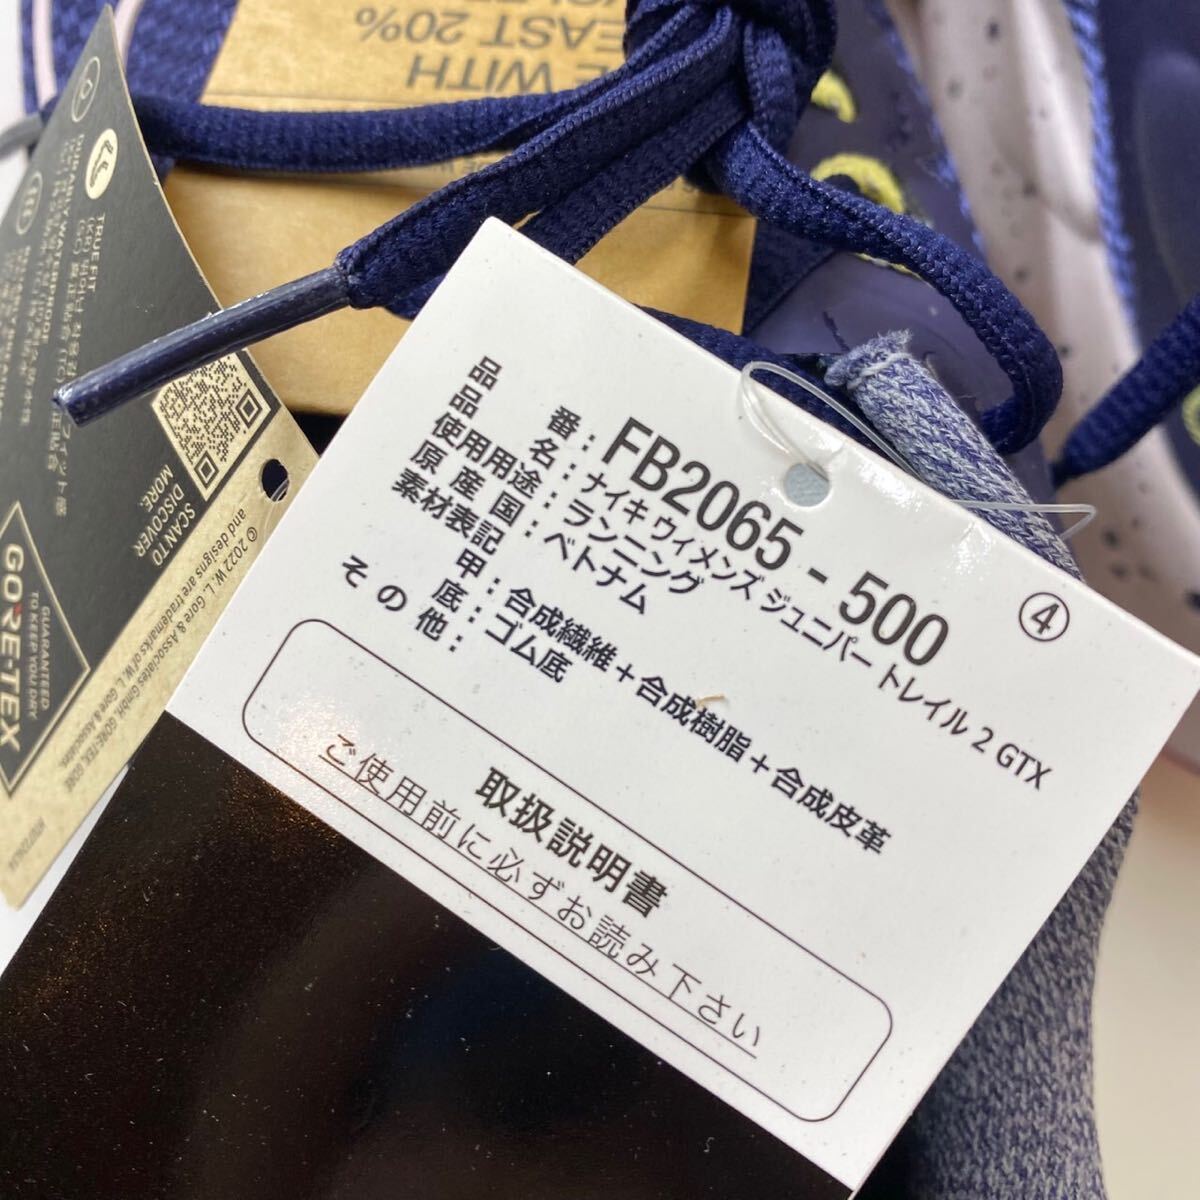 品番：FB2065 - 500
④
品名：ナイキ ウィメンズ ジュニパー トレイル 2 GTX
使用用途：ランニング
原産国：ベトナム
素材表記
甲：合成繊維＋合成樹脂＋合成皮革
底：ゴム底
その他：
取扱説明書
ご使用前に必ずお読み下さい
WITH
EAST 20%
TRUE FIT
SCAN TO
DISCOVER
MORE.
GUARANTEED
TO KEEP YOU DRY
GORE-TEX
©2022 W. L. Gore & Associates GmbH. GORE-TEX, GORE
and designs are trademarks of W. L. Gore & Associates.